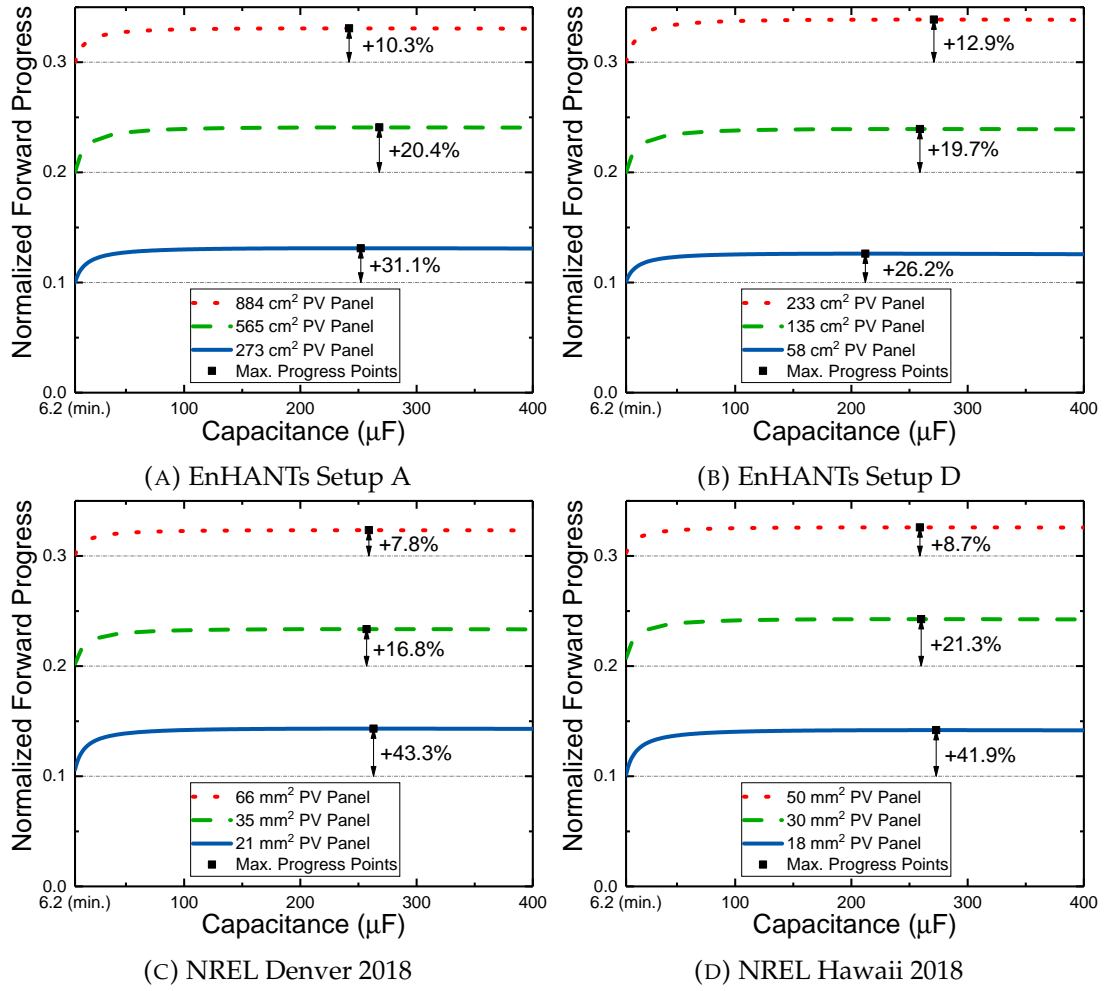 Normalized Forward Progress
0.3
0.2
0.1
0.0
+10.3%
+20.4%
+31.1%
884 cm² PV Panel
565 cm² PV Panel
273 cm² PV Panel
Max. Progress Points
6.2 (min.) 100 200 300 400
Capacitance (μF)
(A) EnHANTs Setup A
Normalized Forward Progress
0.3
0.2
0.1
0.0
+12.9%
+19.7%
+26.2%
233 cm² PV Panel
135 cm² PV Panel
58 cm² PV Panel
Max. Progress Points
6.2 (min.) 100 200 300 400
Capacitance (μF)
(B) EnHANTs Setup D
Normalized Forward Progress
0.3
0.2
0.1
0.0
+7.8%
+16.8%
+43.3%
66 mm² PV Panel
35 mm² PV Panel
21 mm² PV Panel
Max. Progress Points
6.2 (min.) 100 200 300 400
Capacitance (μF)
(C) NREL Denver 2018
Normalized Forward Progress
0.3
0.2
0.1
0.0
+8.7%
+21.3%
+41.9%
50 mm² PV Panel
30 mm² PV Panel
18 mm² PV Panel
Max. Progress Points
6.2 (min.) 100 200 300 400
Capacitance (μF)
(D) NREL Hawaii 2018